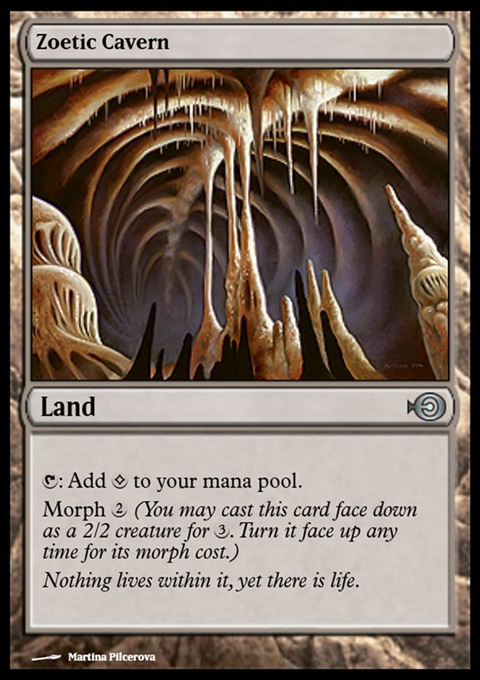 Zoetic Cavern
Land
: Add to your mana pool.
Morph 2 (You may cast this card face down
as a 2/2 creature for 3. Turn it face up any
time for its morph cost.)
Nothing lives within it, yet there is life.
Martina Pilcerova